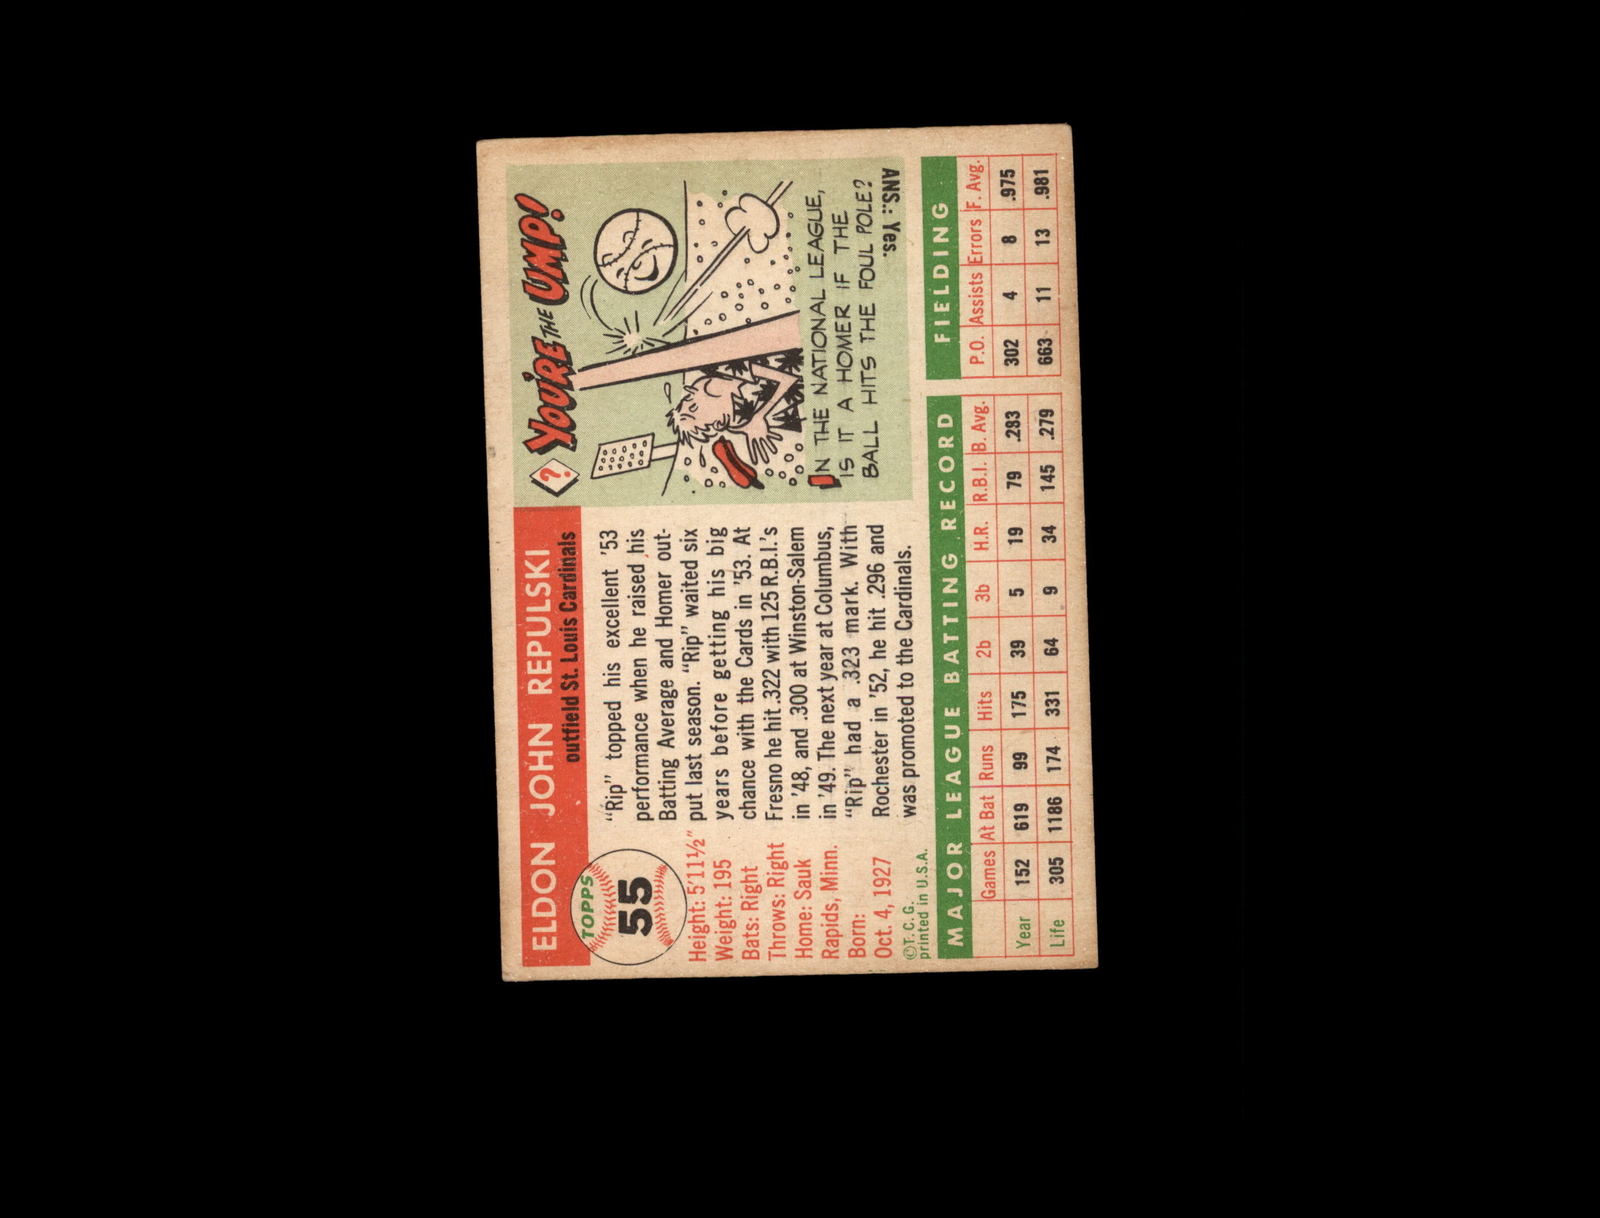 ELDON JOHN REPULSKI
outfield St. Louis Cardinals
TOPPS
55
Height: 5'11½"
Weight: 195
Bats: Right
Throws: Right
Home: Sauk
Rapids, Minn.
Born:
Oct. 4, 1927
©T.C.G.
printed in U.S.A.
"Rip" topped his excellent '53
performance when he raised his
Batting Average and Homer out-
put last season. "Rip" waited six
years before getting his big
chance with the Cards in '53. At
Fresno he hit .322 with 125 R.B.I.'s
in '48, and .300 at Winston-Salem
in '49. The next year at Columbus,
"Rip" had a .323 mark. With
Rochester in '52, he hit .296 and
was promoted to the Cardinals.
? YOU'RE THE UMP!
IN THE NATIONAL LEAGUE,
IS IT A HOMER IF THE
BALL HITS THE FOUL POLE?
ANS.: Yes.
MAJOR LEAGUE BATTING RECORD FIELDING
Games At Bat Runs Hits 2b 3b H.R. R.B.I. B. Avg. P.O. Assists Errors F. Avg.
Year 152 619 99 175 39 5 19 79 .283 302 4 8 .975
Life 305 1186 174 331 64 9 34 145 .279 663 11 13 .981